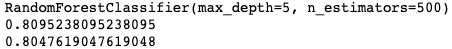 RandomForestClassifier(max_depth=5, n_estimators=500)
0.8095238095238095
0.8047619047619048